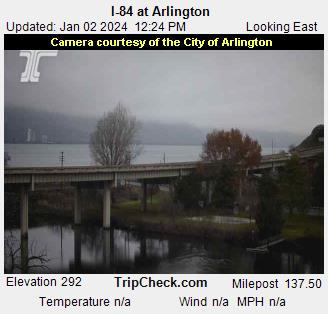 I-84 at Arlington
Updated: Jan 02 2024 12:24 PM Looking East
Camera courtesy of the City of Arlington
Elevation 292 TripCheck.com Milepost 137.50
Temperature n/a Wind n/a MPH n/a